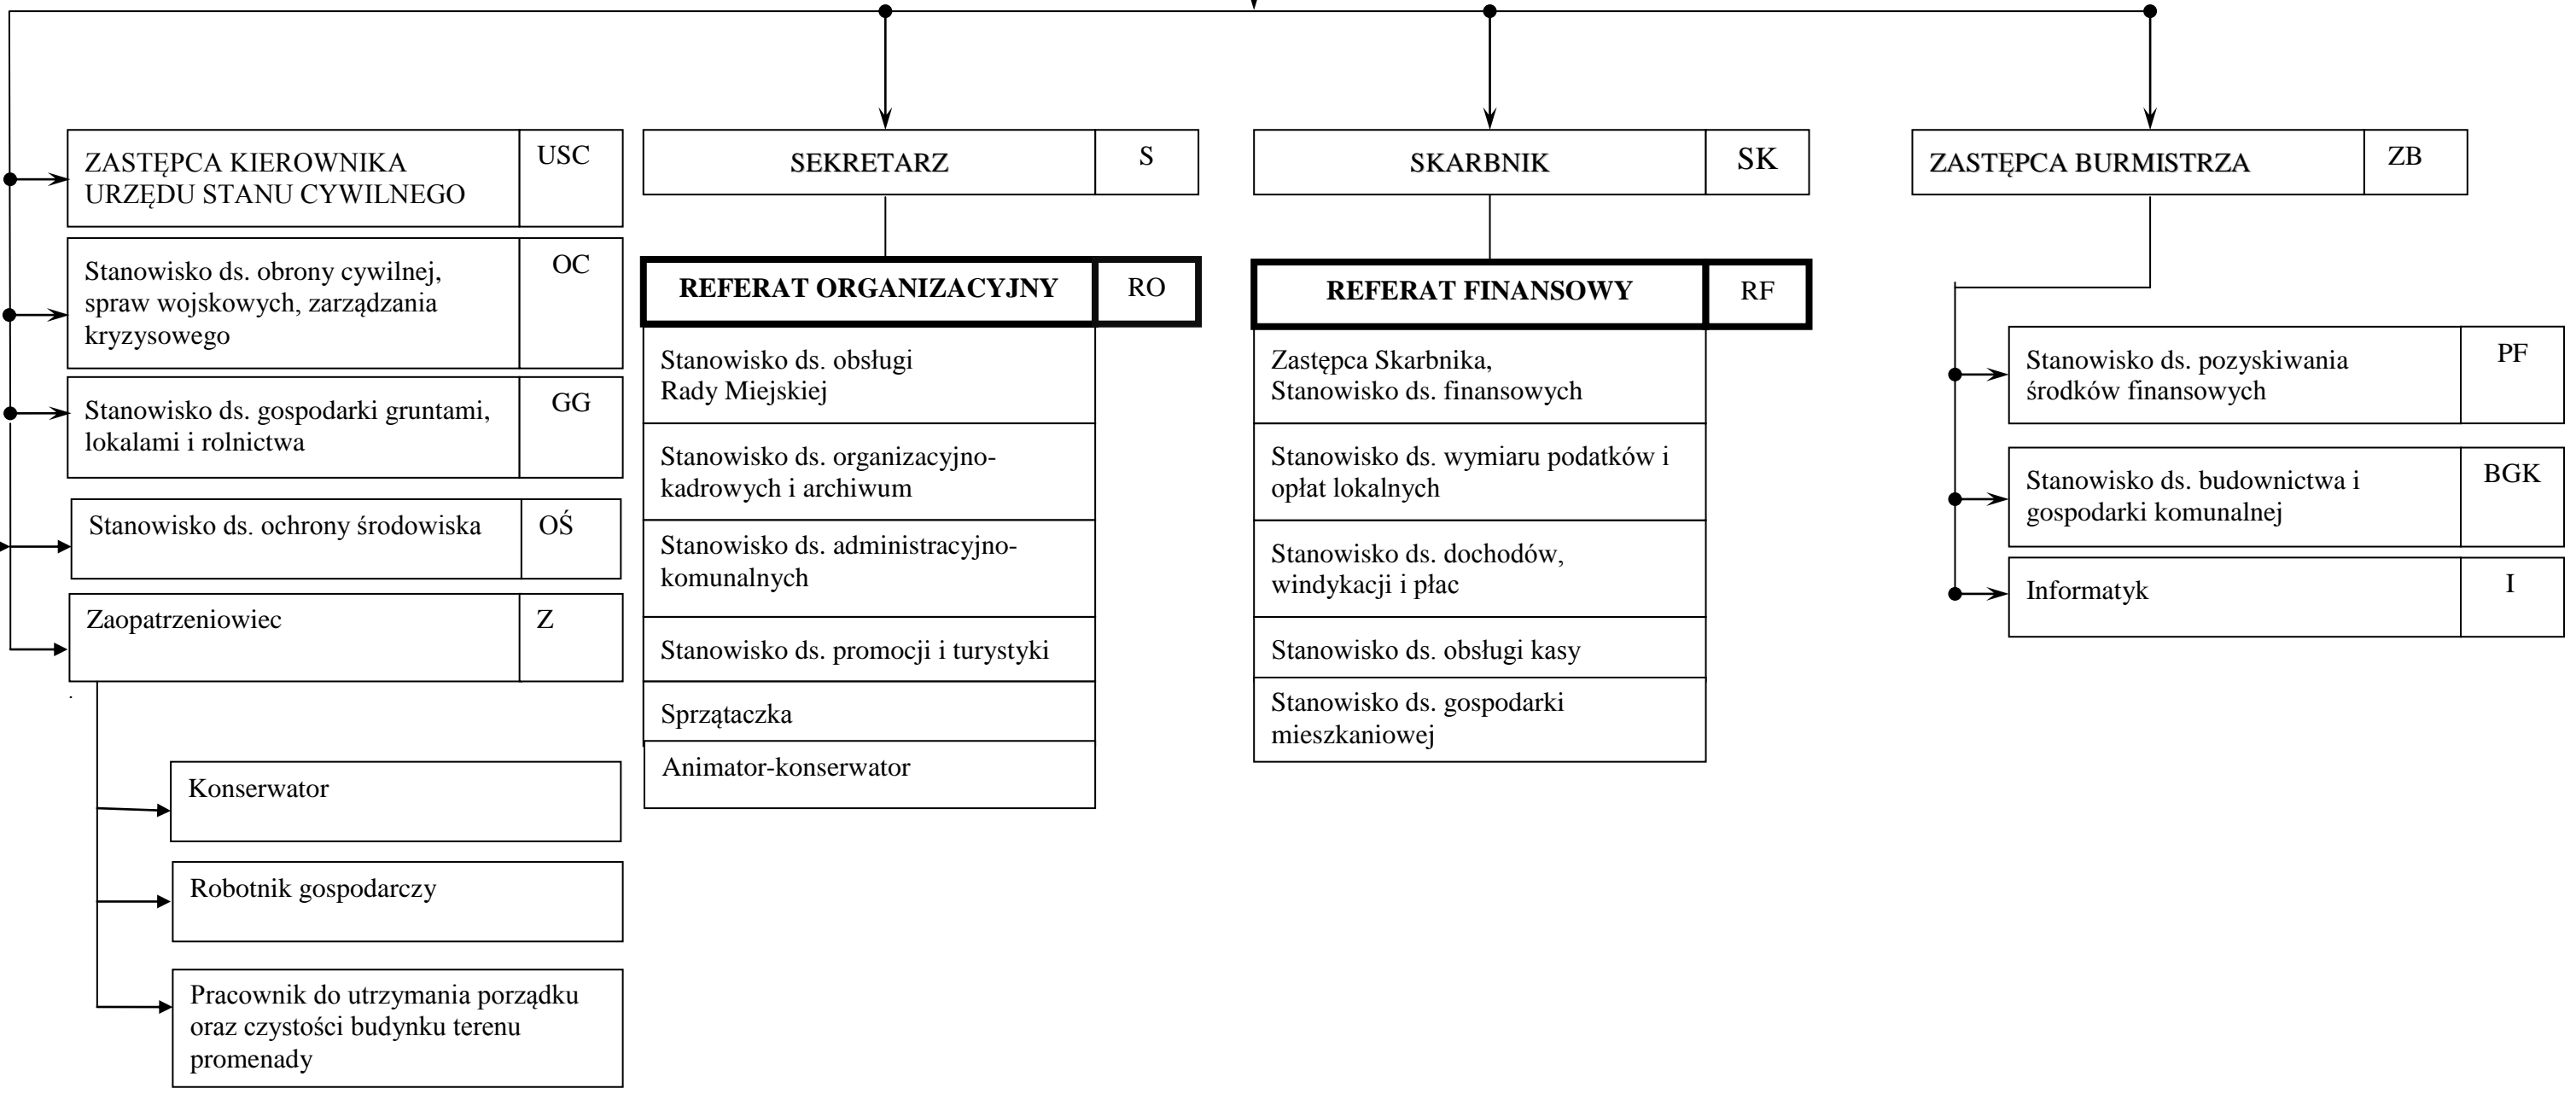 ZASTĘPCA KIEROWNIKA
URZĘDU STANU CYWILNEGO
USC
Stanowisko ds. obrony cywilnej,
spraw wojskowych, zarządzania
kryzysowego
OC
Stanowisko ds. gospodarki gruntami,
lokalami i rolnictwa
GG
Stanowisko ds. ochrony środowiska
OŚ
Zaopatrzeniowiec
Z
.
Konserwator
Robotnik gospodarczy
Pracownik do utrzymania porządku
oraz czystości budynku terenu
promenady
SEKRETARZ
S
REFERAT ORGANIZACYJNY
RO
Stanowisko ds. obsługi
Rady Miejskiej
Stanowisko ds. organizacyjno-
kadrowych i archiwum
Stanowisko ds. administracyjno-
komunalnych
Stanowisko ds. promocji i turystyki
Sprzątaczka
Animator-konserwator
SKARBNIK
SK
REFERAT FINANSOWY
RF
Zastępca Skarbnika,
Stanowisko ds. finansowych
Stanowisko ds. wymiaru podatków i
opłat lokalnych
Stanowisko ds. dochodów,
windykacji i płac
Stanowisko ds. obsługi kasy
Stanowisko ds. gospodarki
mieszkaniowej
ZASTĘPCA BURMISTRZA
ZB
Stanowisko ds. pozyskiwania
środków finansowych
PF
Stanowisko ds. budownictwa i
gospodarki komunalnej
BGK
Informatyk
I